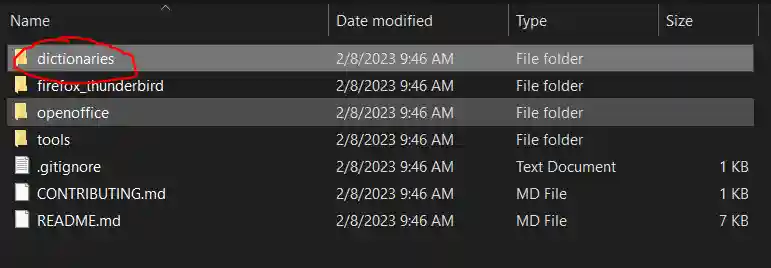 Name Date modified Type Size
dictionaries 2/8/2023 9:46 AM File folder
firefox_thunderbird 2/8/2023 9:46 AM File folder
openoffice 2/8/2023 9:46 AM File folder
tools 2/8/2023 9:46 AM File folder
.gitignore 2/8/2023 9:46 AM Text Document 1 KB
CONTRIBUTING.md 2/8/2023 9:46 AM MD File 1 KB
README.md 2/8/2023 9:46 AM MD File 7 KB